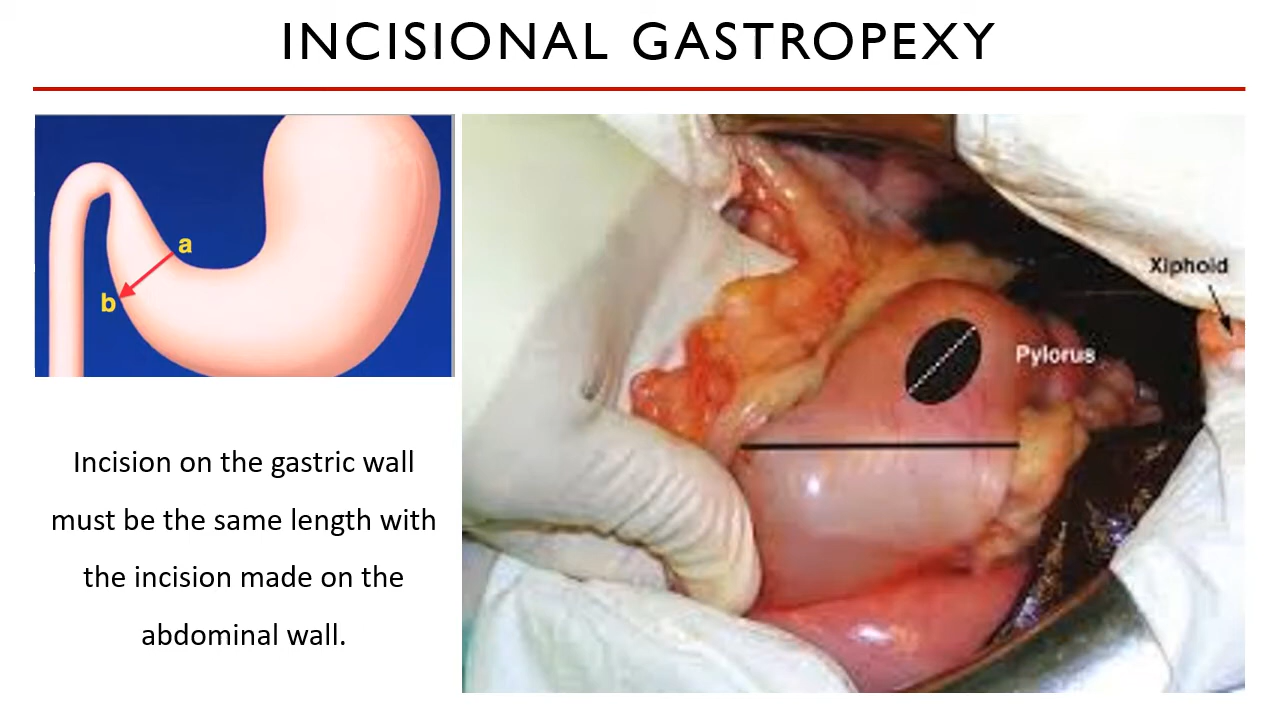 INCISIONAL GASTROPEXY
a
b
Incision on the gastric wall
must be the same length with
the incision made on the
abdominal wall.
Xiphoid
Pylorus